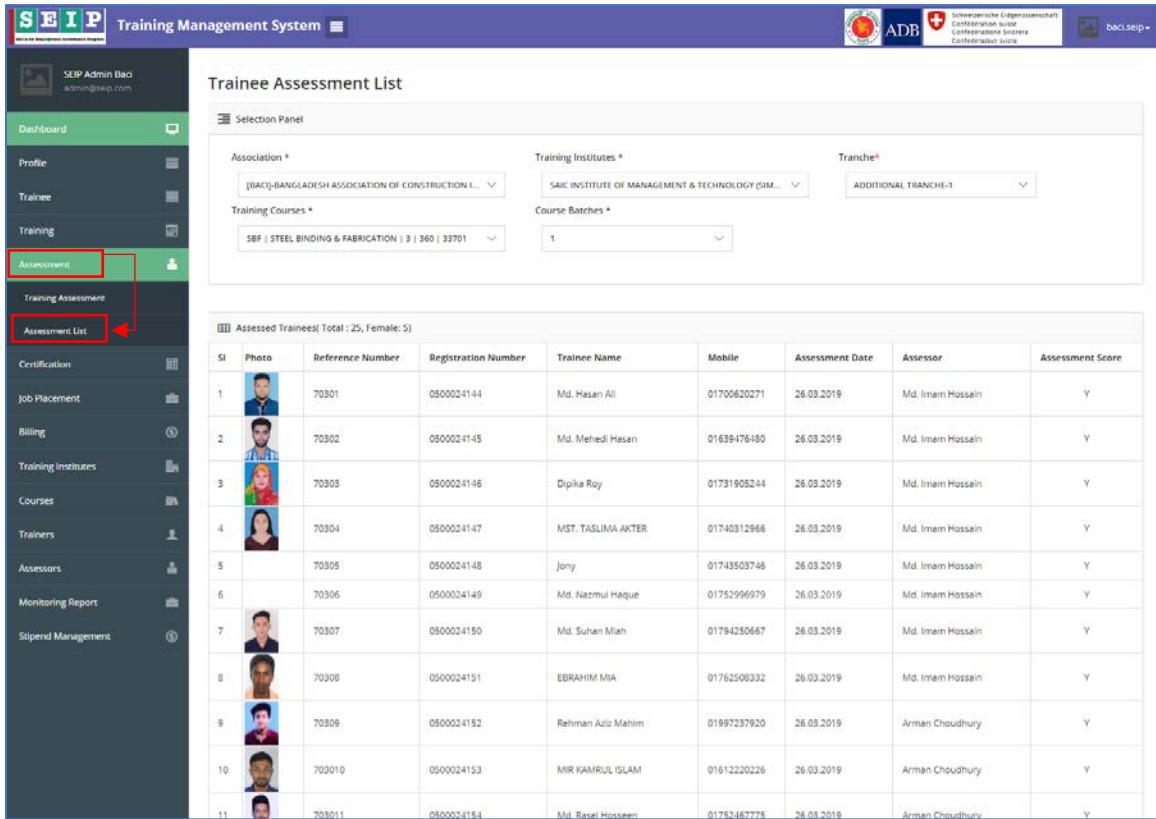 SEIP
Training Management System
ADB
Schweizerische Eidgenossenschaft
Confédération suisse
Confederazione Svizzera
Confederaziun svizra
baci.seip
SEIP Admin Baci
admin@seip.com
Dashboard
Profile
Trainee
Training
Assessment
Training Assessment
Assessment List
Certification
Job Placement
Billing
Training Institutes
Courses
Trainers
Assessors
Monitoring Report
Stipend Management
Trainee Assessment List
Selection Panel
Association * Training Institutes * Tranche*
[BACI]-BANGLADESH ASSOCIATION OF CONSTRUCTION I... SAIC INSTITUTE OF MANAGEMENT & TECHNOLOGY (SIM... ADDITIONAL TRANCHE-1
Training Courses * Course Batches *
SBF | STEEL BINDING & FABRICATION | 3 | 360 | 33701 1
Assessed Trainees( Total : 25, Female: 5)
Sl Photo Reference Number Registration Number Trainee Name Mobile Assessment Date Assessor Assessment Score
1 70301 0500024144 Md. Hasan Ali 01700620271 26.03.2019 Md. Imam Hossain Y
2 70302 0500024145 Md. Mehedi Hasan 01639476480 26.03.2019 Md. Imam Hossain Y
3 70303 0500024146 Dipika Roy 01731905244 26.03.2019 Md. Imam Hossain Y
4 70304 0500024147 MST. TASLIMA AKTER 01740312966 26.03.2019 Md. Imam Hossain Y
5 70305 0500024148 Jony 01743503746 26.03.2019 Md. Imam Hossain Y
6 70306 0500024149 Md. Nazmul Haque 01752996979 26.03.2019 Md. Imam Hossain Y
7 70307 0500024150 Md. Suhan Miah 01794250667 26.03.2019 Md. Imam Hossain Y
8 70308 0500024151 EBRAHIM MIA 01762508332 26.03.2019 Md. Imam Hossain Y
9 70309 0500024152 Rehman Aziz Mahim 01997237920 26.03.2019 Arman Choudhury Y
10 703010 0500024153 MIR KAMRUL ISLAM 01612220226 26.03.2019 Arman Choudhury Y
11 703011 0500024154 Md. Rasel Hosseen 01752467775 26.03.2019 Arman Choudhury Y